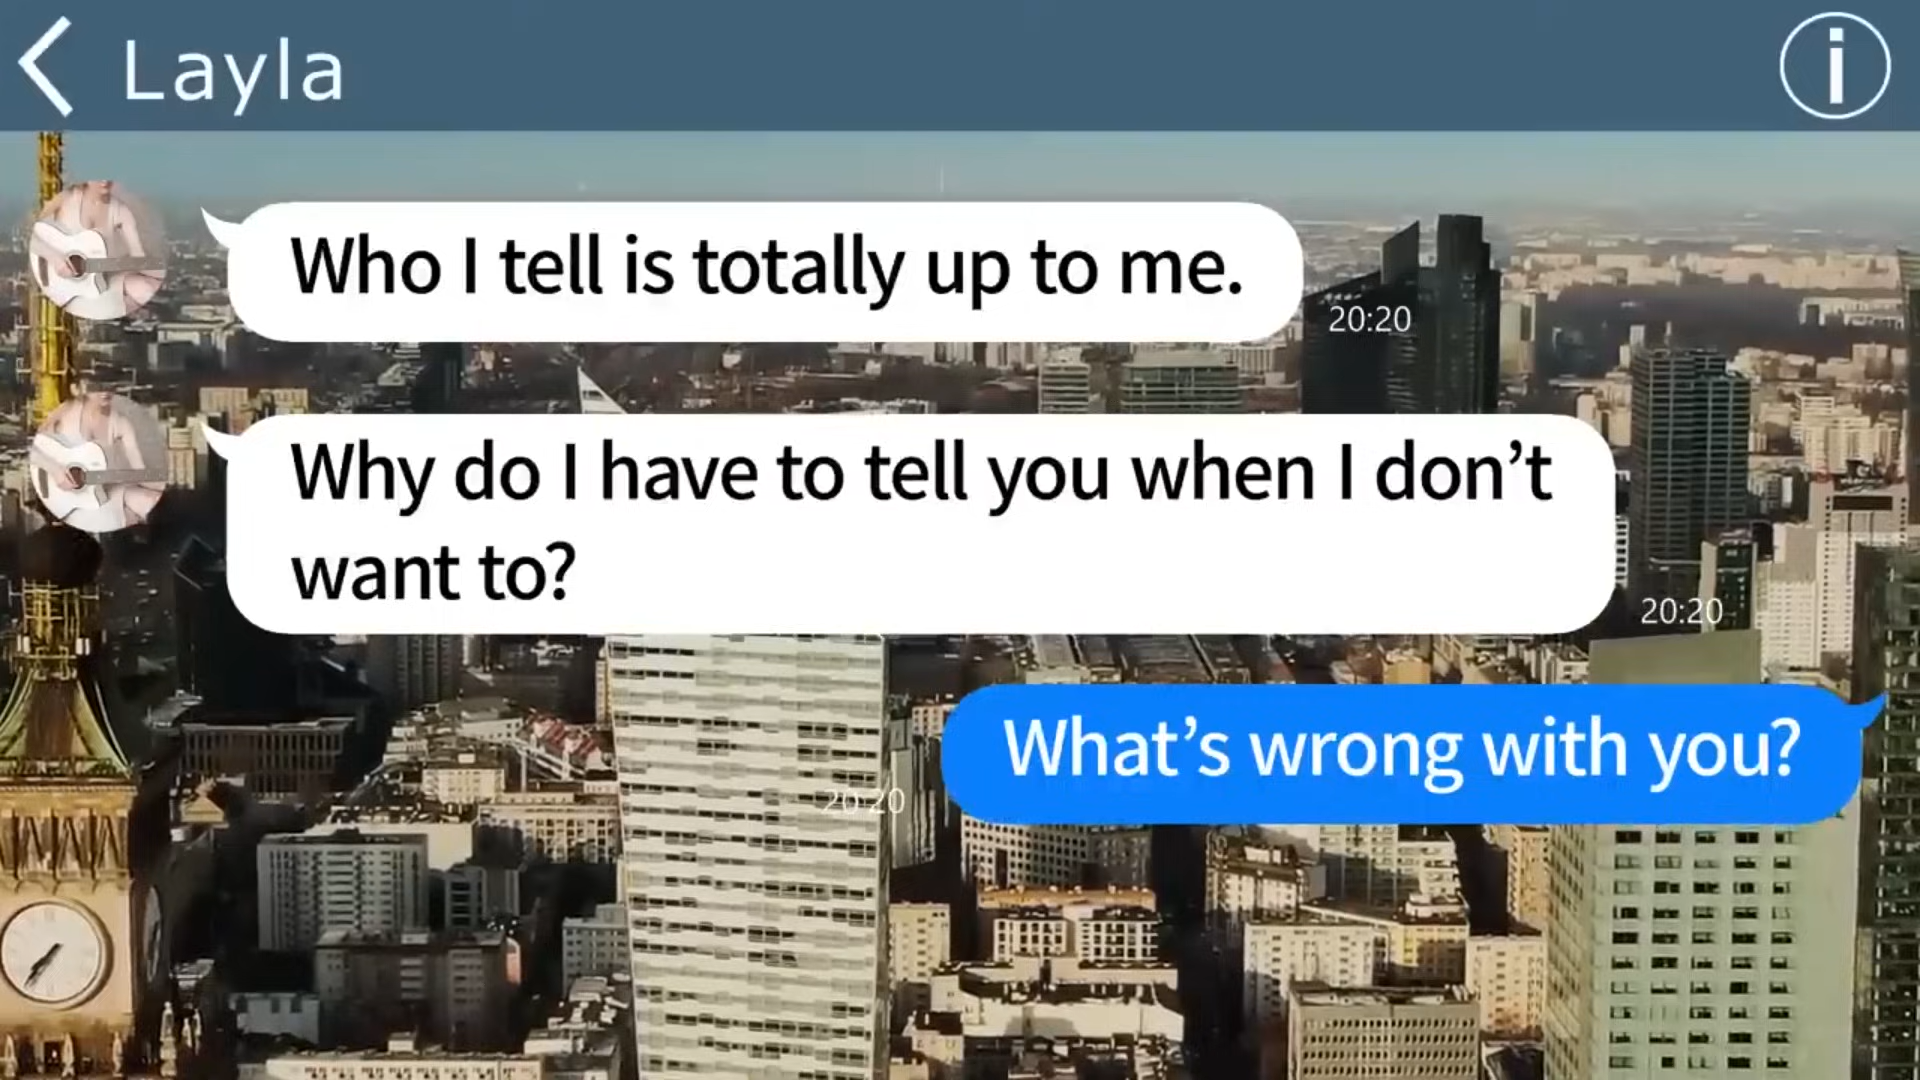 Layla
Who I tell is totally up to me.
20:20
Why do I have to tell you when I don’t
want to?
20:20
What’s wrong with you?
20:20